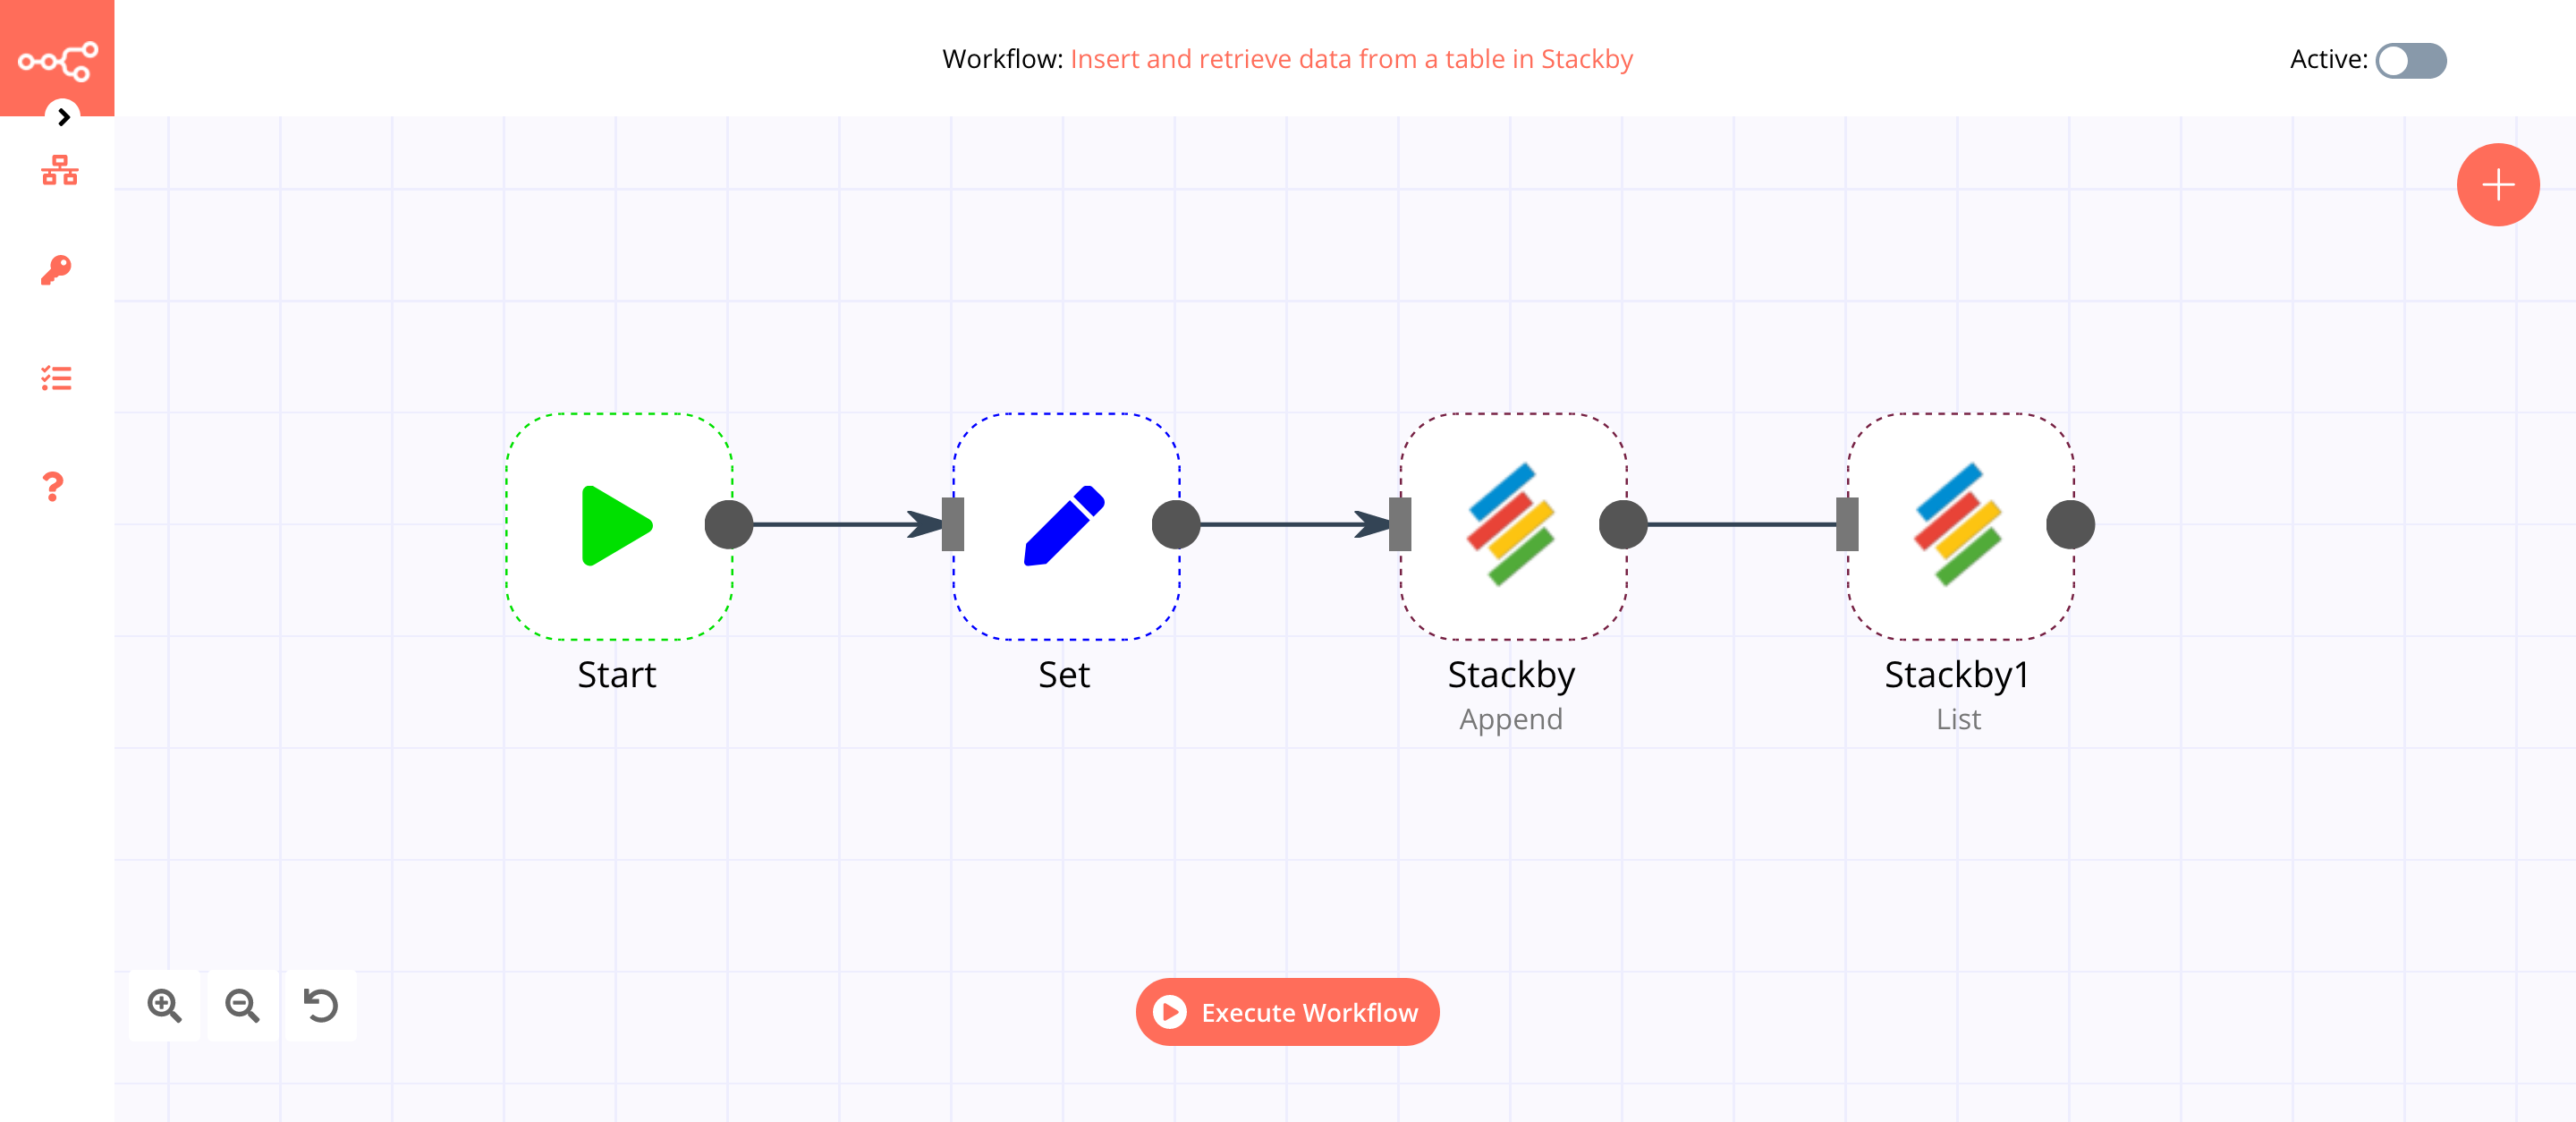 Workflow: Insert and retrieve data from a table in Stackby
Active:
Start
Set
Stackby
Append
Stackby1
List
Execute Workflow